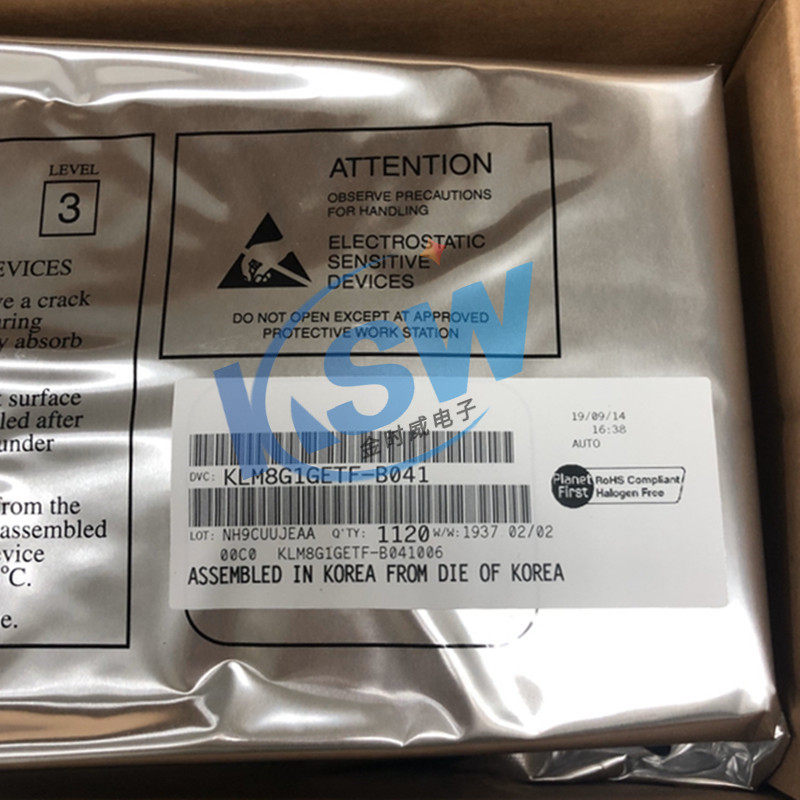 LEVEL
3
EVICES
ve a crack
aring
y absorb
t surface
led after
under
rom the
assembled
evice
°C.
e.
ATTENTION
OBSERVE PRECAUTIONS
FOR HANDLING
ELECTROSTATIC
SENSITIVE
DEVICES
DO NOT OPEN EXCEPT AT APPROVED
PROTECTIVE WORK STATION
KSW
金时威电子
19/09/14
16:38
AUTO
DVC: KLM8G1GETF-B041
Planet First RoHS Compliant
Halogen Free
LOT: NH9CUUJEAA Q'TY: 1120 W/W: 1937 02/02
00C0 KLM8G1GETF-B041006
ASSEMBLED IN KOREA FROM DIE OF KOREA